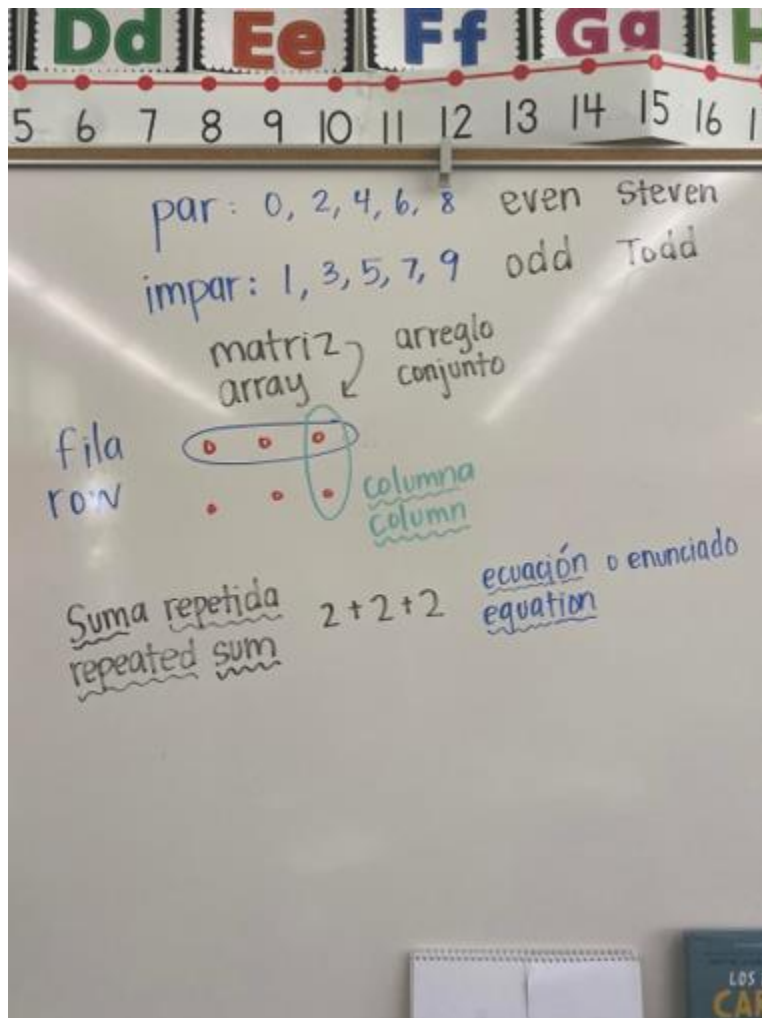 Dd Ee Ff Gg H
5 6 7 8 9 10 11 12 13 14 15 16 1
par: 0, 2, 4, 6, 8 even Steven
impar: 1, 3, 5, 7, 9 odd Todd
matriz arreglo
array conjunto
fila
row
columna
column
Suma repetida 2+2+2 ecuación o enunciado
repeated sum equation
LOS
CAF